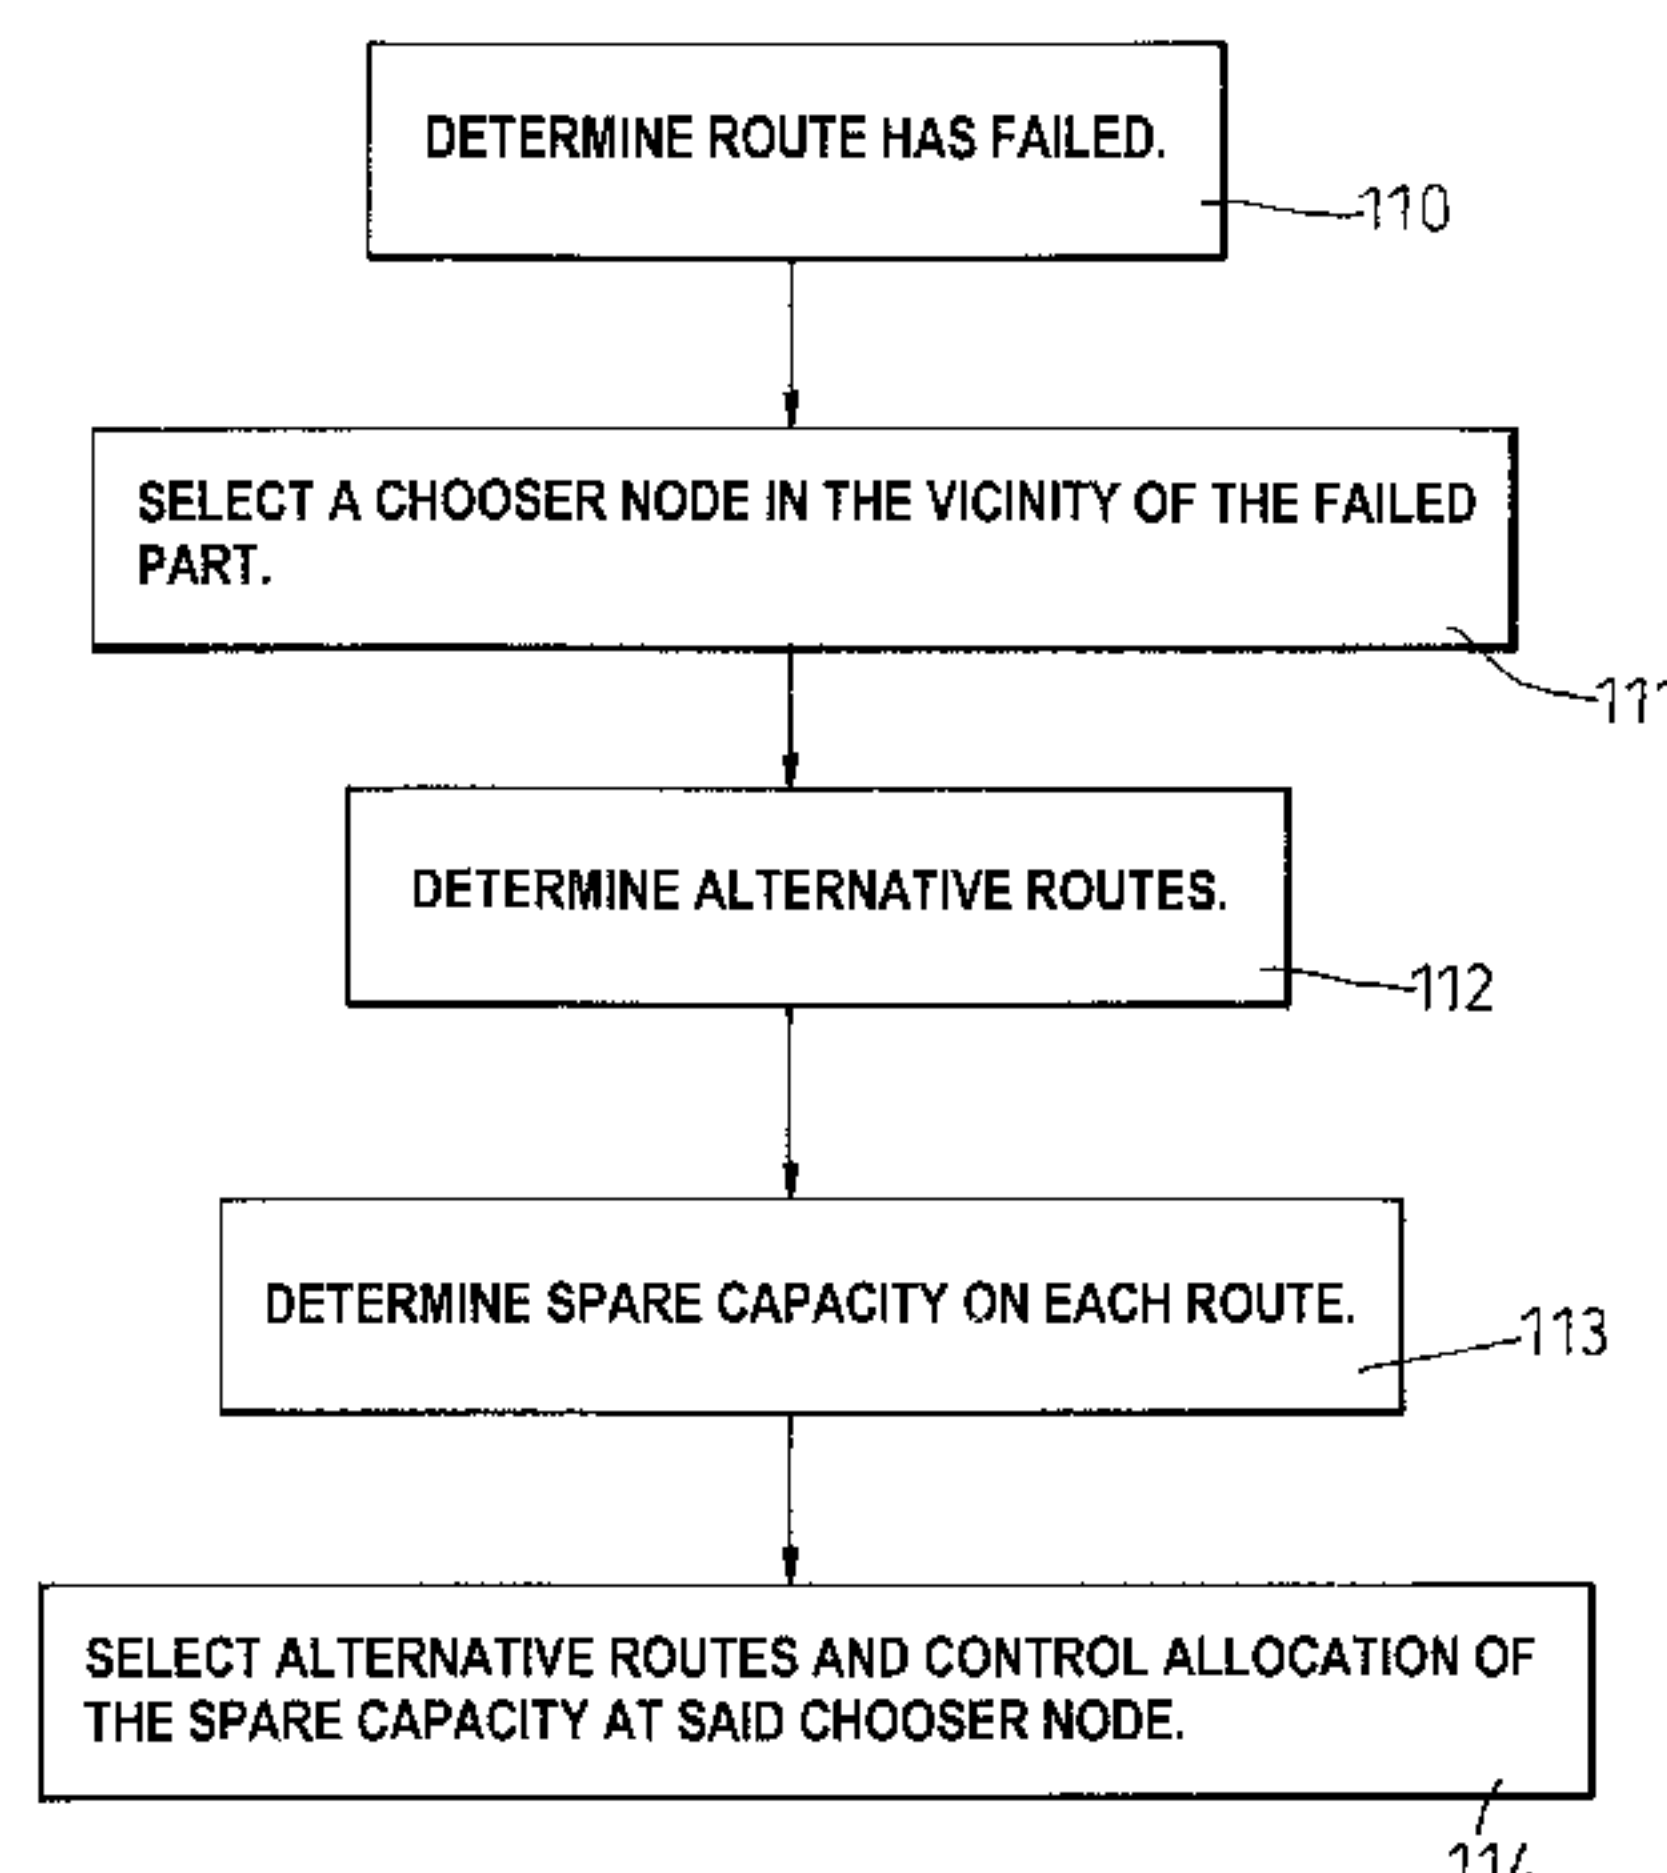 DETERMINE ROUTE HAS FAILED.
110
SELECT A CHOOSER NODE IN THE VICINITY OF THE FAILED
PART.
111
DETERMINE ALTERNATIVE ROUTES.
112
DETERMINE SPARE CAPACITY ON EACH ROUTE.
113
SELECT ALTERNATIVE ROUTES AND CONTROL ALLOCATION OF
THE SPARE CAPACITY AT SAID CHOOSER NODE.
114